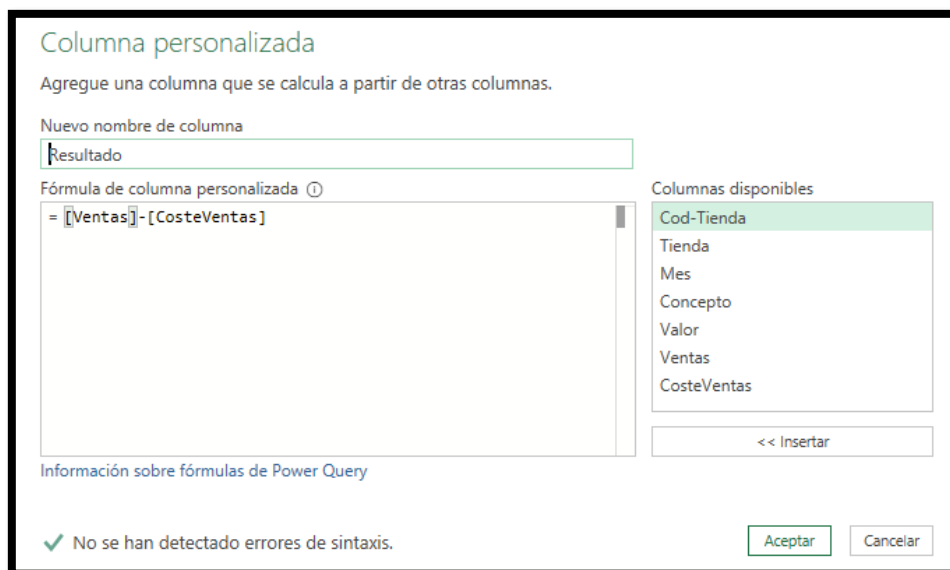 Columna personalizada
Agregue una columna que se calcula a partir de otras columnas.
Nuevo nombre de columna
Resultado
Fórmula de columna personalizada
= [Ventas]-[CosteVentas]
Columnas disponibles
Cod-Tienda
Tienda
Mes
Concepto
Valor
Ventas
CosteVentas
<< Insertar
Información sobre fórmulas de Power Query
No se han detectado errores de sintaxis.
Aceptar
Cancelar